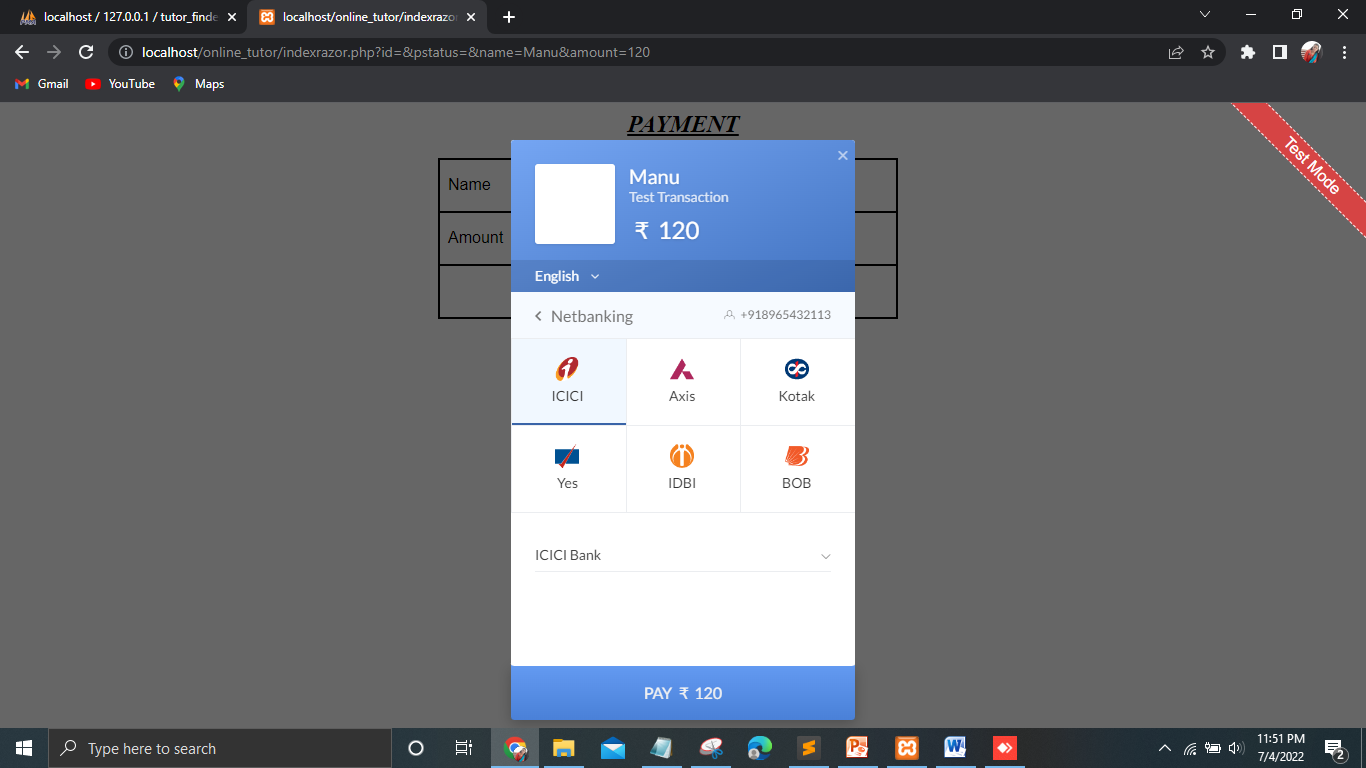 localhost / 127.0.0.1 / tutor_finde
localhost/online_tutor/indexrazor
localhost/online_tutor/indexrazor.php?id=&pstatus=&name=Manu&amount=120
Gmail YouTube Maps
PAYMENT
Test Mode
Name
Amount
Manu
Test Transaction
₹ 120
English
Netbanking +918965432113
ICICI Axis Kotak
Yes IDBI BOB
ICICI Bank
PAY ₹ 120
Type here to search
11:51 PM
7/4/2022
2